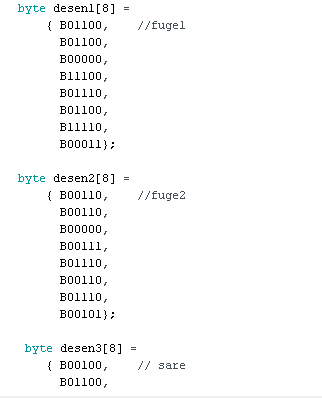 byte desen1[8] =
{ B01100, //fuge1
B01100,
B00000,
B11100,
B01110,
B01100,
B11110,
B00011};
byte desen2[8] =
{ B00110, //fuge2
B00110,
B00000,
B00111,
B01110,
B00110,
B01110,
B00101};
byte desen3[8] =
{ B00100, // sare
B01100,